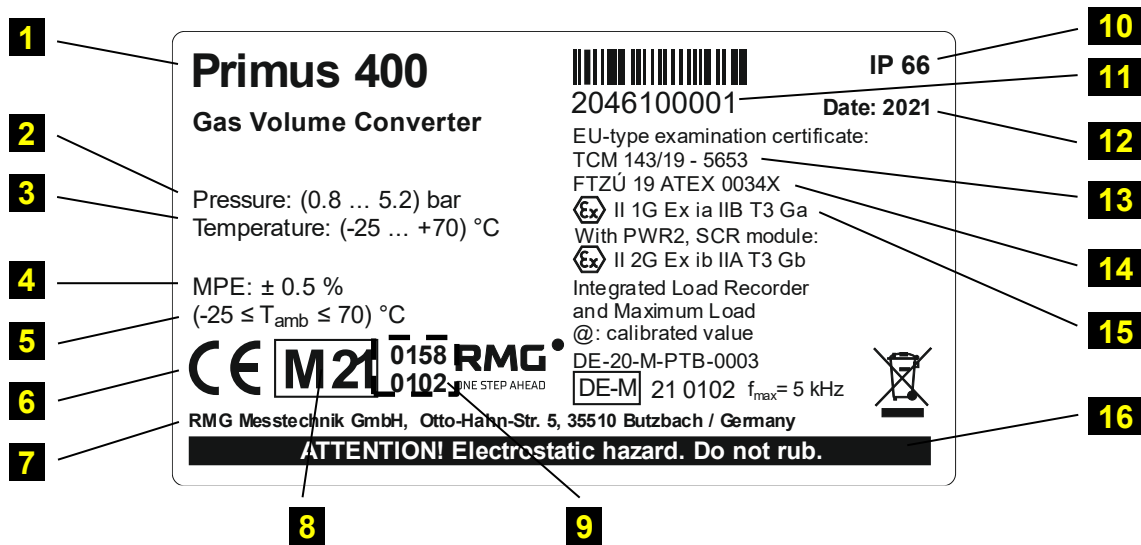 1
2
3
4
5
6
7
8
9
10
11
12
13
14
15
16
Primus 400
Gas Volume Converter
Pressure: (0.8 ... 5.2) bar
Temperature: (-25 ... +70) °C
MPE: ± 0.5 %
(-25 ≤ Tamb ≤ 70) °C
CE M21 0158
0102
RMG
ONE STEP AHEAD
IP 66
2046100001
Date: 2021
EU-type examination certificate:
TCM 143/19 - 5653
FTZÚ 19 ATEX 0034X
Ex II 1G Ex ia IIB T3 Ga
With PWR2, SCR module:
Ex II 2G Ex ib IIA T3 Gb
Integrated Load Recorder
and Maximum Load
@: calibrated value
DE-20-M-PTB-0003
DE-M 21 0102 fmax= 5 kHz
RMG Messtechnik GmbH, Otto-Hahn-Str. 5, 35510 Butzbach / Germany
ATTENTION! Electrostatic hazard. Do not rub.